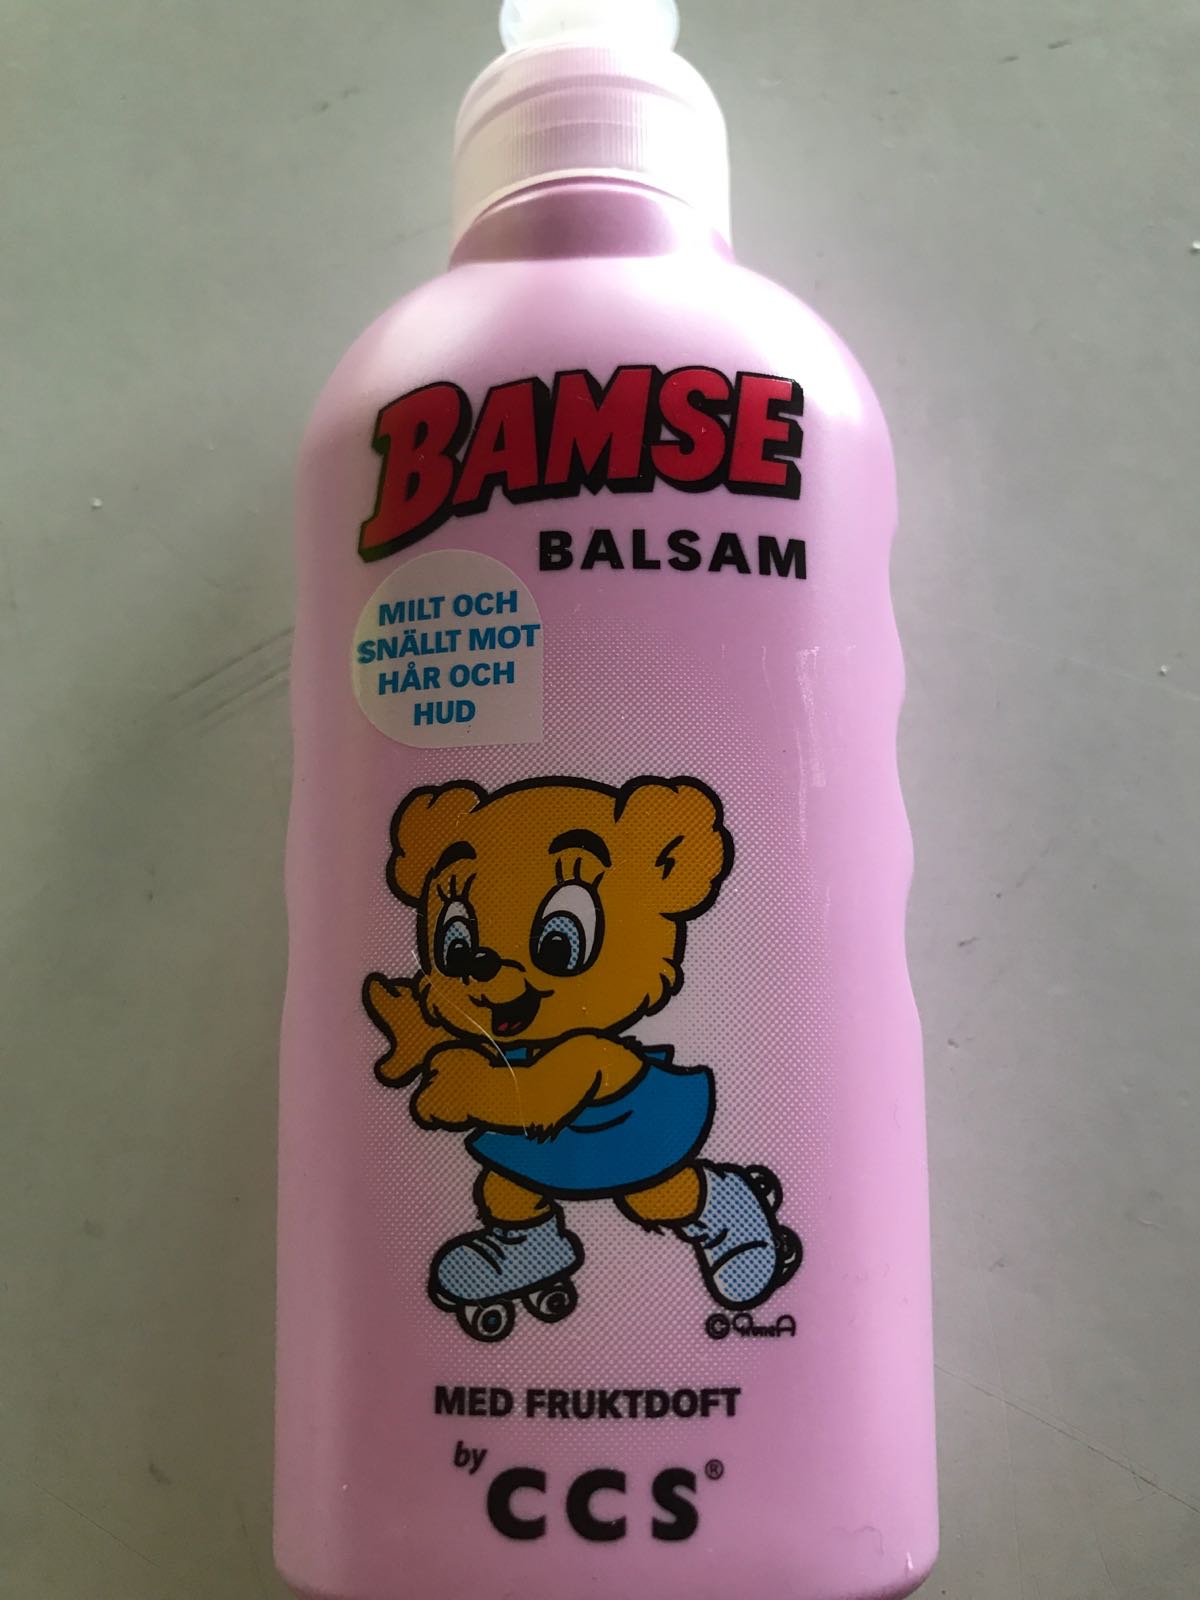 BAMSE
BALSAM
MILT OCH
SNÄLLT MOT
HÅR OCH
HUD
©
MED FRUKTDOFT
by
CCS®